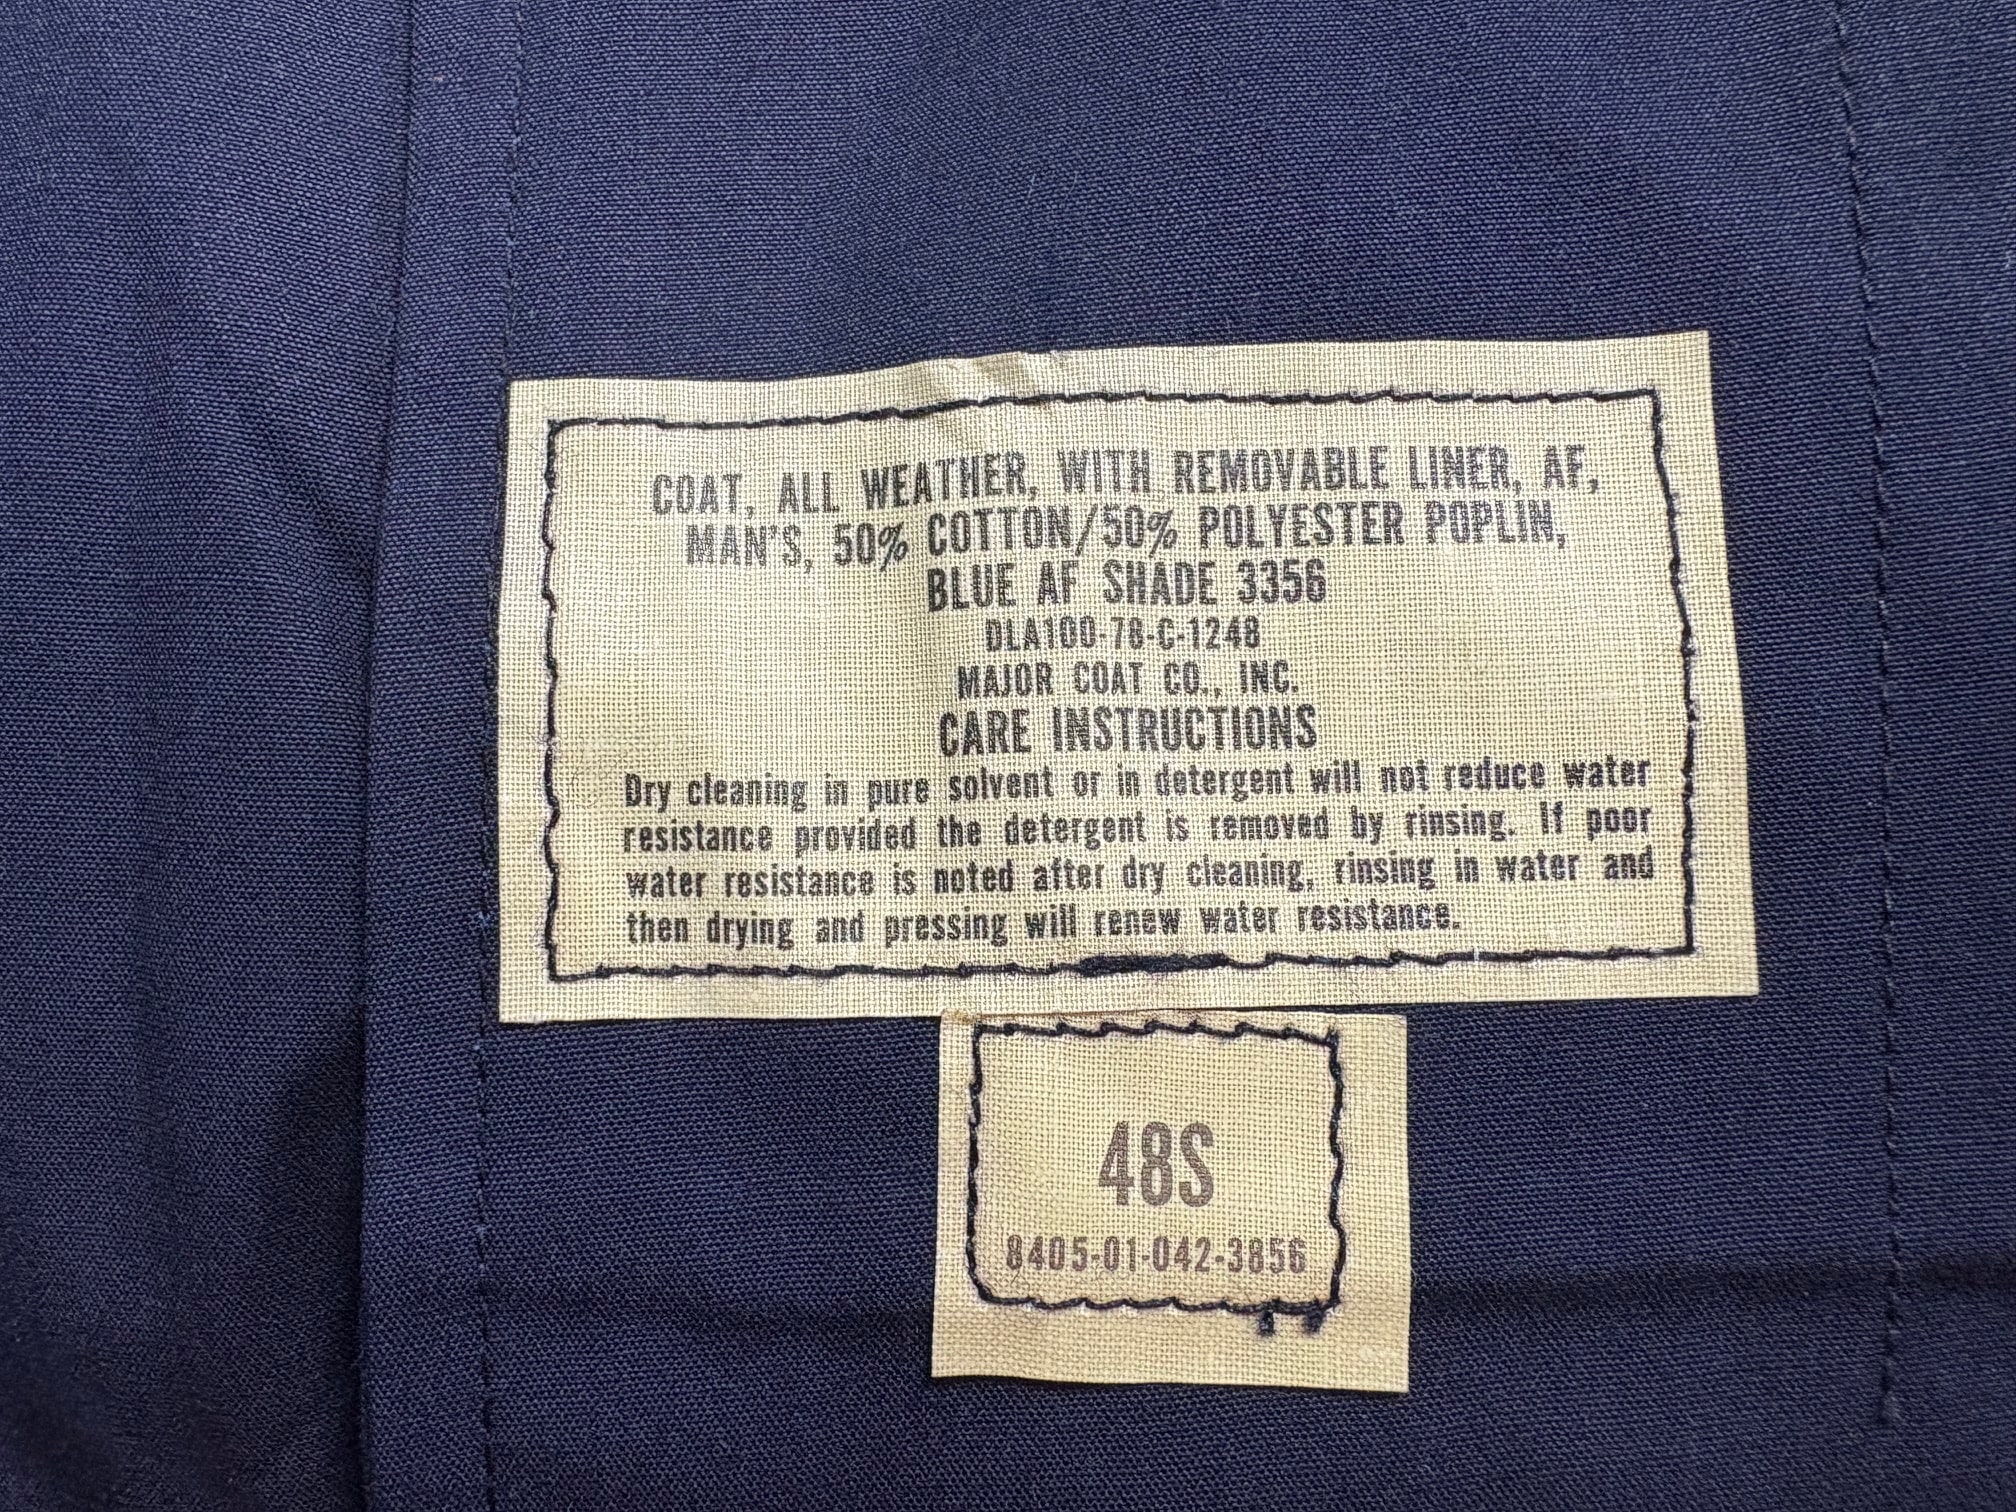 COAT, ALL WEATHER, WITH REMOVABLE LINER, AF,
MAN'S, 50% COTTON/50% POLYESTER POPLIN,
BLUE AF SHADE 3356
DLA100-78-C-1248
MAJOR COAT CO., INC.
CARE INSTRUCTIONS
Dry cleaning in pure solvent or in detergent will not reduce water
resistance provided the detergent is removed by rinsing. If poor
water resistance is noted after dry cleaning, rinsing in water and
then drying and pressing will renew water resistance.
48S
8405-01-042-3856